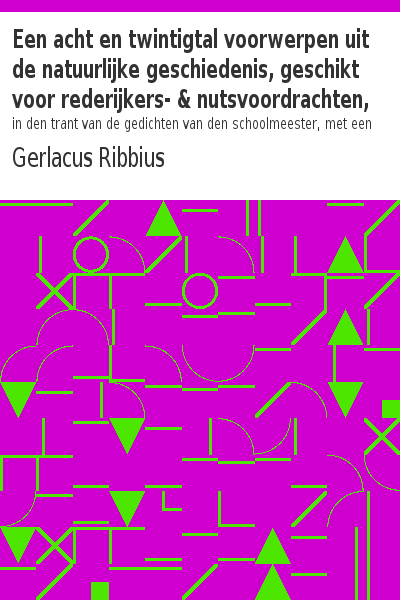 Een acht en twintigtal voorwerpen uit
de natuurlijke geschiedenis, geschikt
voor rederijkers- & nutsvoordrachten,
in den trant van de gedichten van den schoolmeester, met een
Gerlacus Ribbius